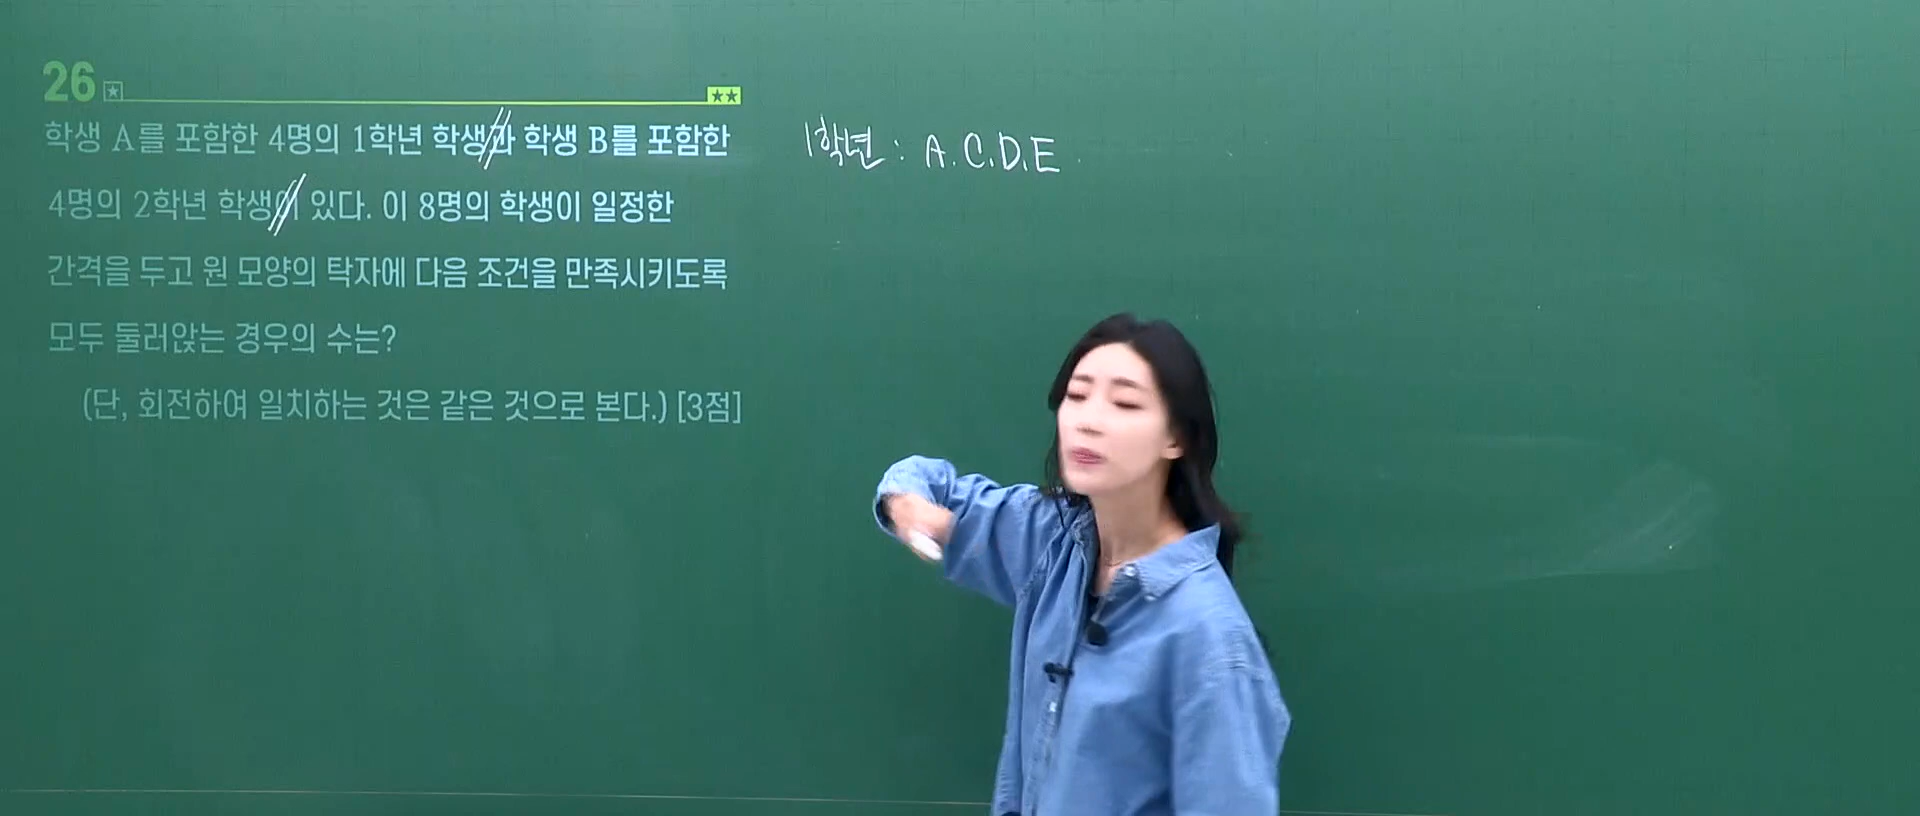 26
학생 A를 포함한 4명의 1학년 학생과 학생 B를 포함한
4명의 2학년 학생이 있다. 이 8명의 학생이 일정한
간격을 두고 원 모양의 탁자에 다음 조건을 만족시키도록
모두 둘러앉는 경우의 수는?
(단, 회전하여 일치하는 것은 같은 것으로 본다.) [3점]
1학년 : A. C. D. E